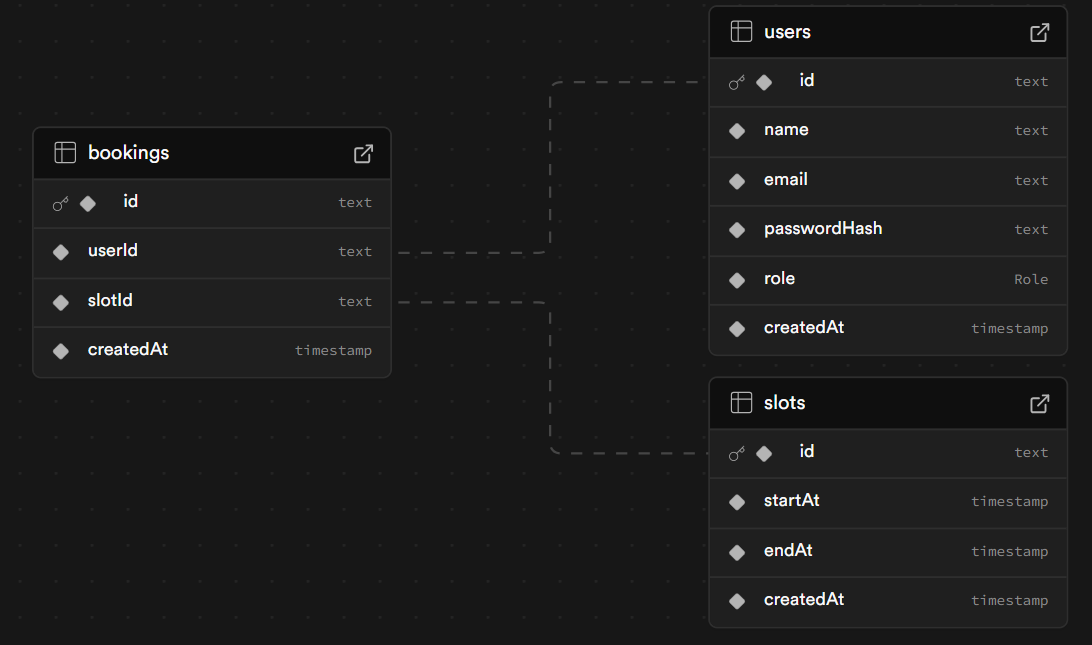 bookings
id text
userId text
slotId text
createdAt timestamp
users
id text
name text
email text
passwordHash text
role Role
createdAt timestamp
slots
id text
startAt timestamp
endAt timestamp
createdAt timestamp